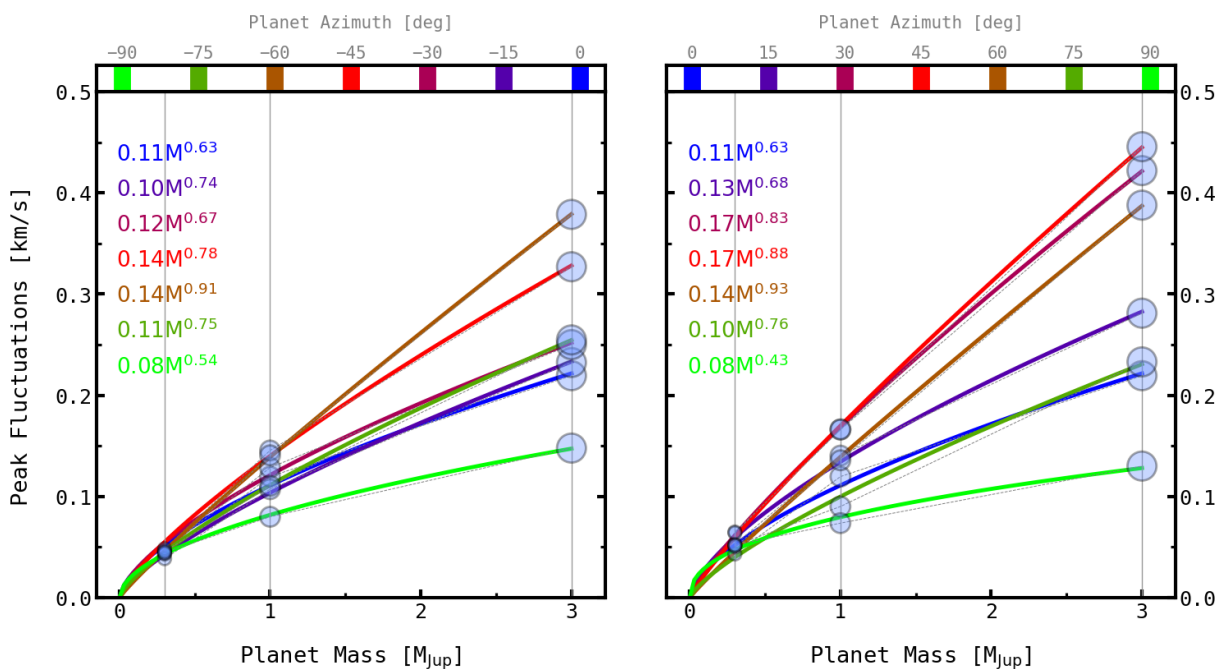 Planet Azimuth [deg]
−90 −75 −60 −45 −30 −15 0
0.5
0.4
0.3
0.2
0.1
0.0
Peak Fluctuations [km/s]
0.11M^0.63
0.10M^0.74
0.12M^0.67
0.14M^0.78
0.14M^0.91
0.11M^0.75
0.08M^0.54
0 1 2 3
Planet Mass [M_Jup]
Planet Azimuth [deg]
0 15 30 45 60 75 90
0.11M^0.63
0.13M^0.68
0.17M^0.83
0.17M^0.88
0.14M^0.93
0.10M^0.76
0.08M^0.43
0.5
0.4
0.3
0.2
0.1
0.0
0 1 2 3
Planet Mass [M_Jup]